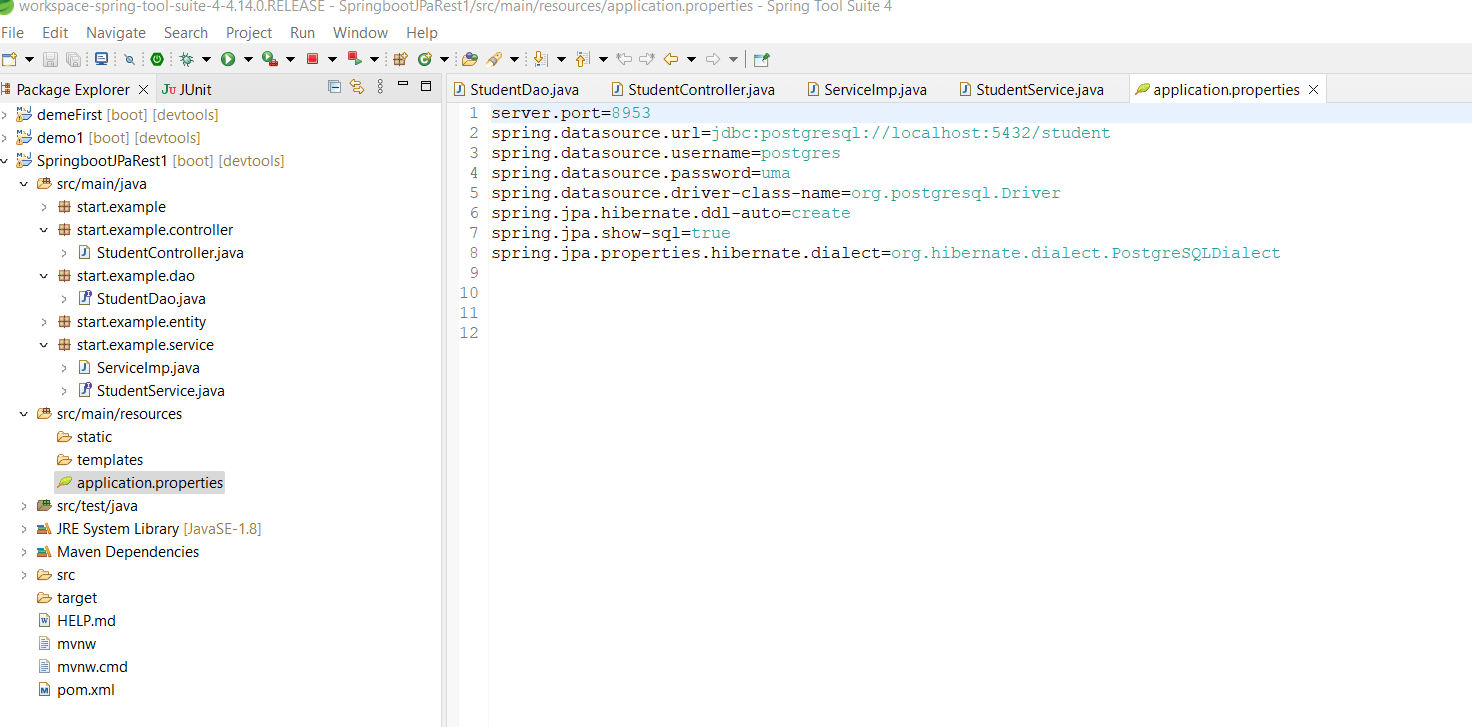 workspace-spring-tool-suite-4-4.14.0.RELEASE - SpringbootJPaRest1/src/main/resources/application.properties - Spring Tool Suite 4
File Edit Navigate Search Project Run Window Help
Package Explorer JUnit
StudentDao.java StudentController.java ServiceImp.java StudentService.java application.properties
demeFirst [boot] [devtools]
demo1 [boot] [devtools]
SpringbootJPaRest1 [boot] [devtools]
src/main/java
start.example
start.example.controller
StudentController.java
start.example.dao
StudentDao.java
start.example.entity
start.example.service
ServiceImp.java
StudentService.java
src/main/resources
static
templates
application.properties
src/test/java
JRE System Library [JavaSE-1.8]
Maven Dependencies
src
target
HELP.md
mvnw
mvnw.cmd
pom.xml
1 server.port=8953
2 spring.datasource.url=jdbc:postgresql://localhost:5432/student
3 spring.datasource.username=postgres
4 spring.datasource.password=uma
5 spring.datasource.driver-class-name=org.postgresql.Driver
6 spring.jpa.hibernate.ddl-auto=create
7 spring.jpa.show-sql=true
8 spring.jpa.properties.hibernate.dialect=org.hibernate.dialect.PostgreSQLDialect
9
10
11
12